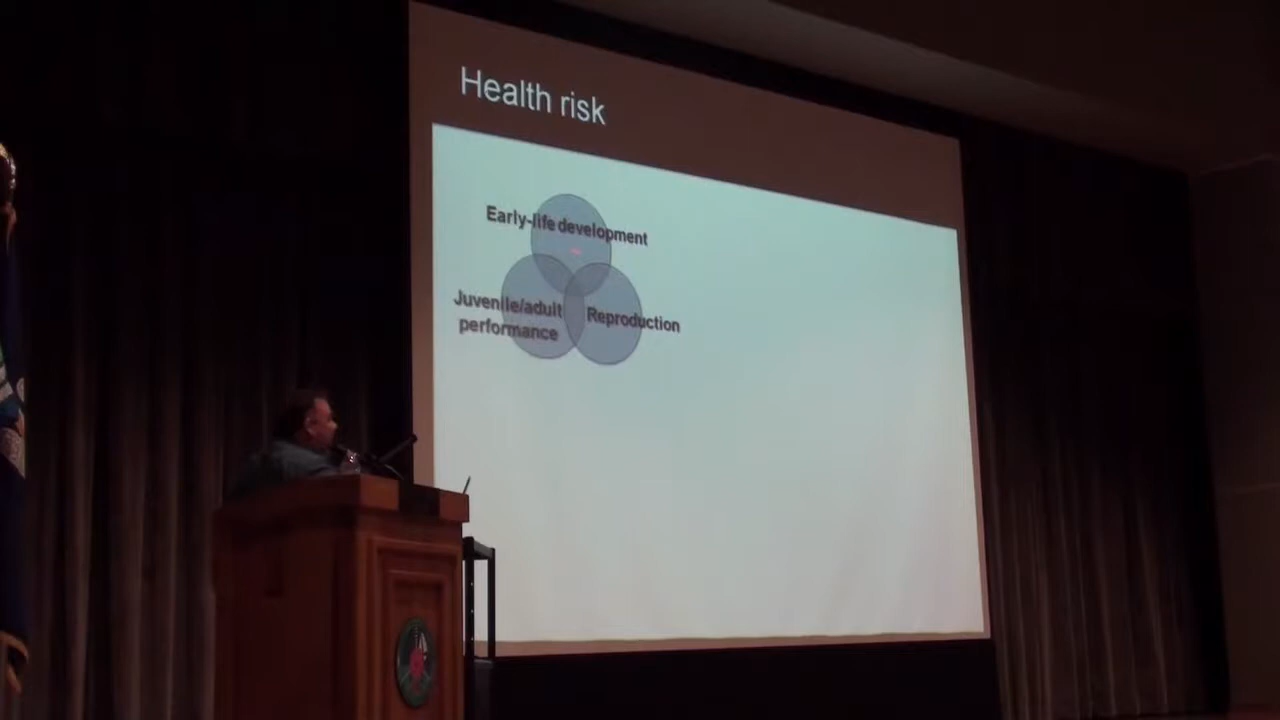 Health risk
Early-life development
Juvenile/adult
performance
Reproduction